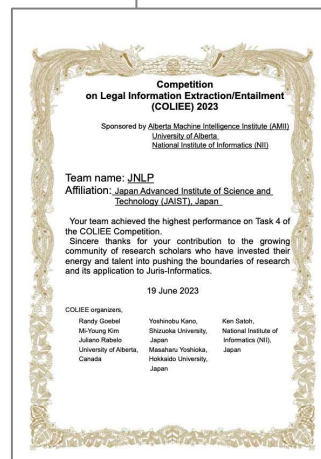 Competition
on Legal Information Extraction/Entailment
(COLIEE) 2023
Sponsored by Alberta Machine Intelligence Institute (AMII)
University of Alberta
National Institute of Informatics (NII)
Team name: JNLP
Affiliation: Japan Advanced Institute of Science and
Technology (JAIST), Japan
Your team achieved the highest performance on Task 4 of
the COLIEE Competition.
Sincere thanks for your contribution to the growing
community of research scholars who have invested their
energy and talent into pushing the boundaries of research
and its application to Juris-Informatics.
19 June 2023
COLIEE organizers,
Randy Goebel
Mi-Young Kim
Juliano Rabelo
University of Alberta,
Canada
Yoshinobu Kano,
Shizuoka University,
Japan
Masaharu Yoshioka,
Hokkaido University,
Japan
Ken Satoh,
National Institute of
Informatics (NII),
Japan